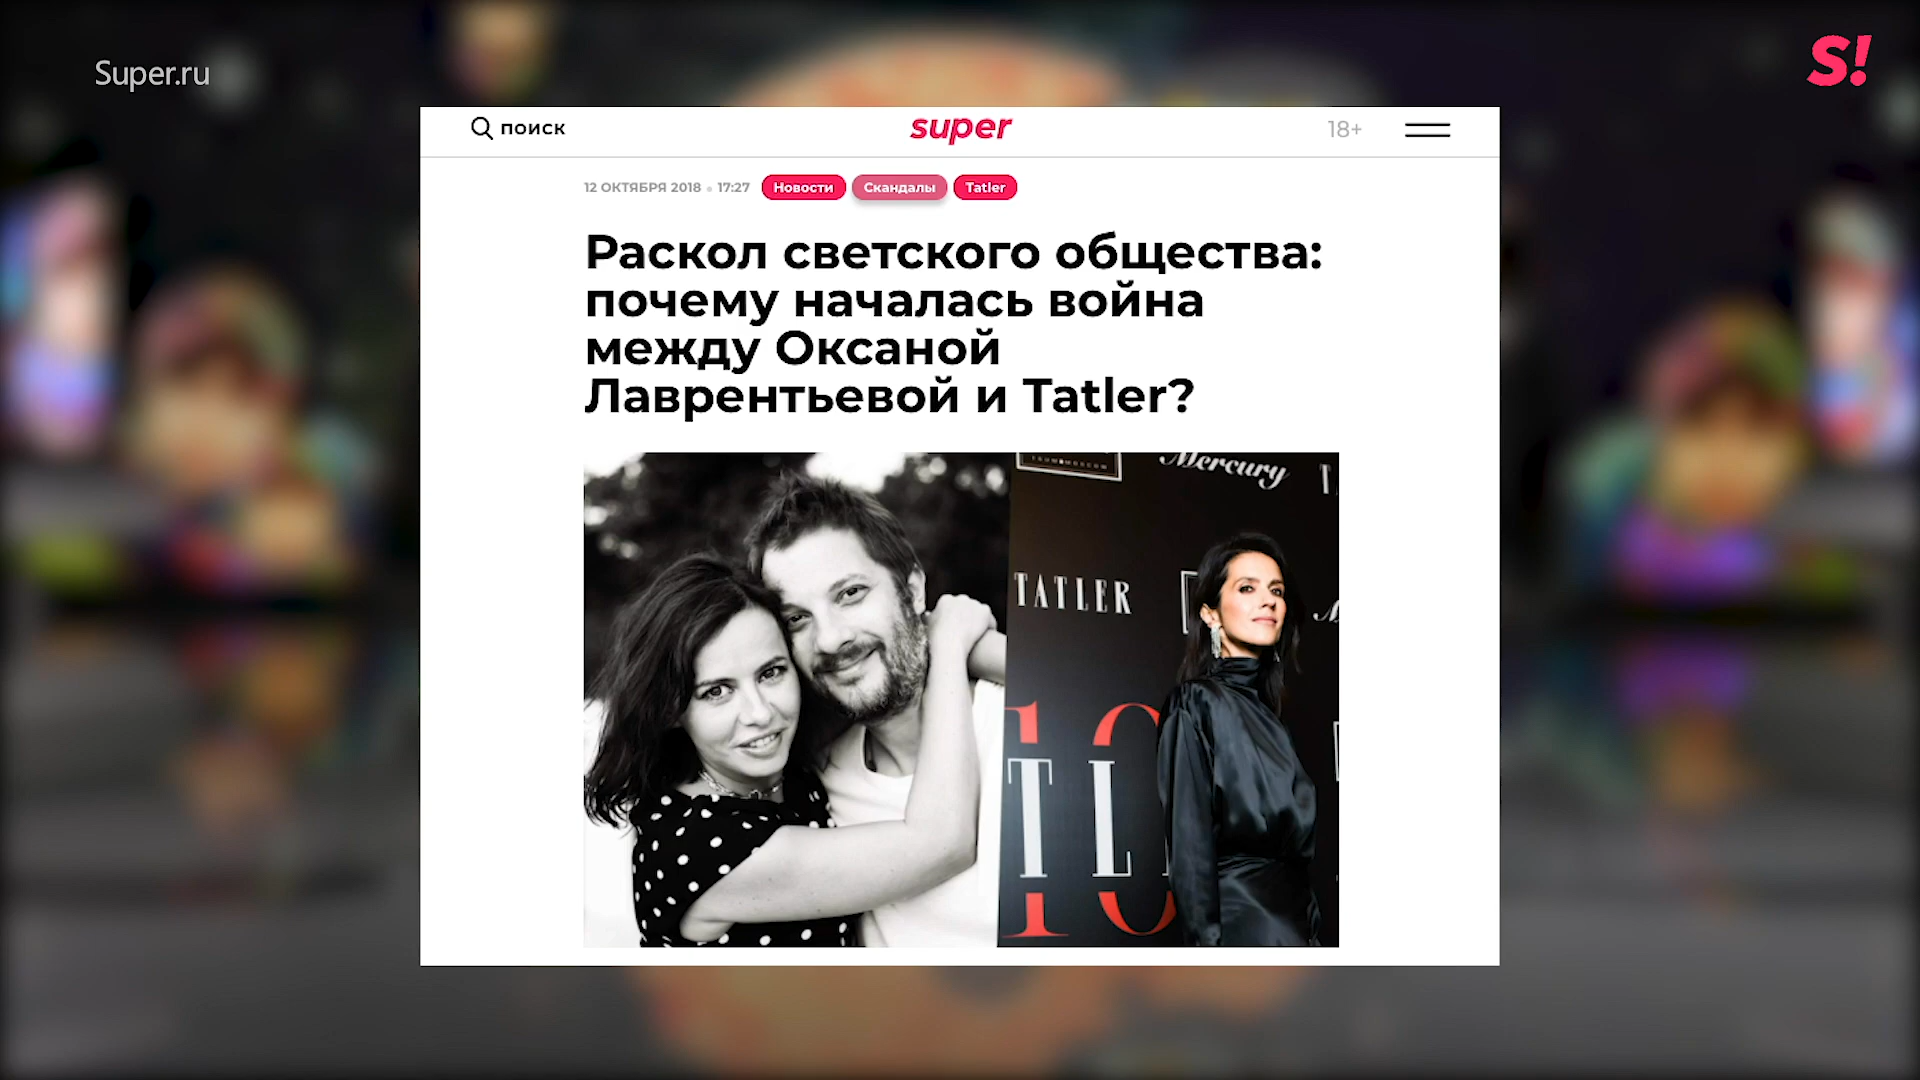 Super.ru
S!
ПОИСК
super
18+
12 ОКТЯБРЯ 2018 • 17:27
Новости
Скандалы
Tatler
Раскол светского общества:
почему началась война
между Оксаной
Лаврентьевой и Tatler?
Mercury
TATLER
10
TL